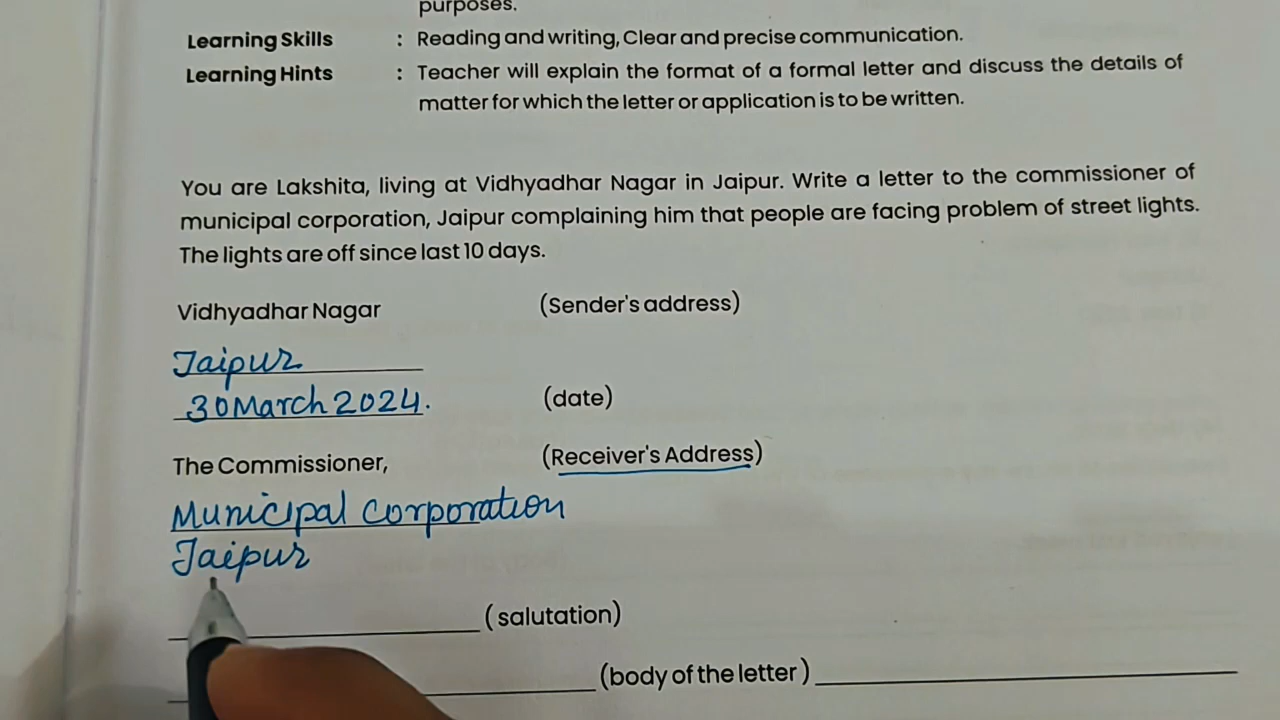 purposes.
Learning Skills : Reading and writing, Clear and precise communication.
Learning Hints : Teacher will explain the format of a formal letter and discuss the details of
matter for which the letter or application is to be written.
You are Lakshita, living at Vidhyadhar Nagar in Jaipur. Write a letter to the commissioner of
municipal corporation, Jaipur complaining him that people are facing problem of street lights.
The lights are off since last 10 days.
Vidhyadhar Nagar (Sender's address)
Jaipur
30 March 2024. (date)
The Commissioner, (Receiver's Address)
Municipal Corporation
Jaipur
(salutation)
(body of the letter)